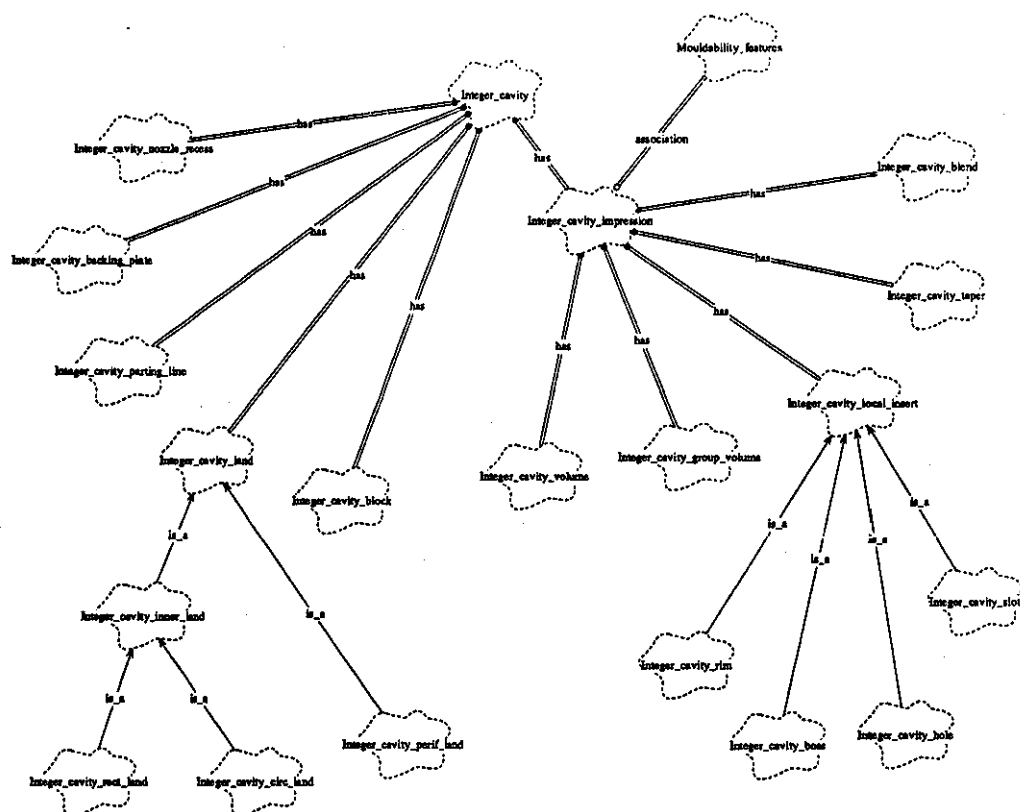 Mouldability_features
Integer_cavity
has
Integer_cavity_nozzle_recess
association
has
Integer_cavity_blend
has
has
Integer_cavity_impression
has
Integer_cavity_backing_plate
has
has
has
Integer_cavity_taper
has
has
has
has
Integer_cavity_parting_line
Integer_cavity_local_insert
Integer_cavity_land
Integer_cavity_group_volume
Integer_cavity_volume
Integer_cavity_block
is_a
is_a
is_a
is_a
is_a
Integer_cavity_slot
is_a
Integer_cavity_inner_land
Integer_cavity_rim
is_a
is_a
Integer_cavity_perif_land
Integer_cavity_boss
Integer_cavity_hole
Integer_cavity_rect_land
Integer_cavity_circ_land